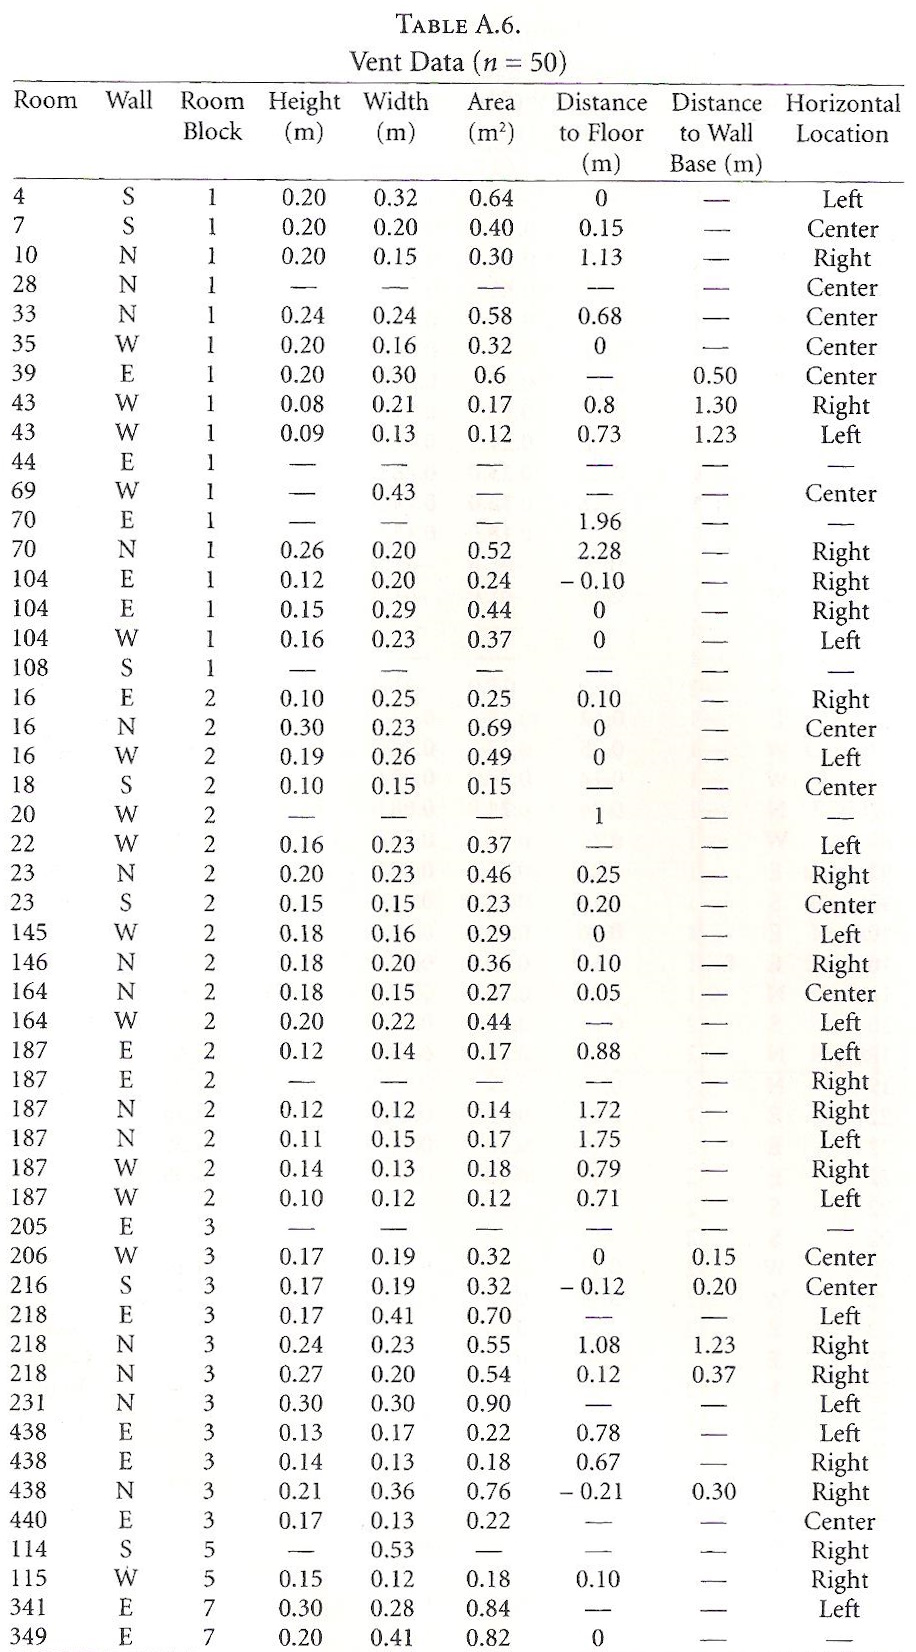 TABLE A.6.
Vent Data (n = 50)
Room Wall Room Block Height (m) Width (m) Area (m²) Distance to Floor (m) Distance to Wall Base (m) Horizontal Location
4 S 1 0.20 0.32 0.64 0 — Left
7 S 1 0.20 0.20 0.40 0.15 — Center
10 N 1 0.20 0.15 0.30 1.13 — Right
28 N 1 — — — — — Center
33 N 1 0.24 0.24 0.58 0.68 — Center
35 W 1 0.20 0.16 0.32 0 — Center
39 E 1 0.20 0.30 0.6 — 0.50 Center
43 W 1 0.08 0.21 0.17 0.8 1.30 Right
43 W 1 0.09 0.13 0.12 0.73 1.23 Left
44 E 1 — — — — — —
69 W 1 — 0.43 — — — Center
70 E 1 — — — 1.96 — —
70 N 1 0.26 0.20 0.52 2.28 — Right
104 E 1 0.12 0.20 0.24 – 0.10 — Right
104 E 1 0.15 0.29 0.44 0 — Right
104 W 1 0.16 0.23 0.37 0 — Left
108 S 1 — — — — — —
16 E 2 0.10 0.25 0.25 0.10 — Right
16 N 2 0.30 0.23 0.69 0 — Center
16 W 2 0.19 0.26 0.49 0 — Left
18 S 2 0.10 0.15 0.15 — — Center
20 W 2 — — — 1 — —
22 W 2 0.16 0.23 0.37 — — Left
23 N 2 0.20 0.23 0.46 0.25 — Right
23 S 2 0.15 0.15 0.23 0.20 — Center
145 W 2 0.18 0.16 0.29 0 — Left
146 N 2 0.18 0.20 0.36 0.10 — Right
164 N 2 0.18 0.15 0.27 0.05 — Center
164 W 2 0.20 0.22 0.44 — — Left
187 E 2 0.12 0.14 0.17 0.88 — Left
187 E 2 — — — — — Right
187 N 2 0.12 0.12 0.14 1.72 — Right
187 N 2 0.11 0.15 0.17 1.75 — Left
187 W 2 0.14 0.13 0.18 0.79 — Right
187 W 2 0.10 0.12 0.12 0.71 — Left
205 E 3 — — — — — —
206 W 3 0.17 0.19 0.32 0 0.15 Center
216 S 3 0.17 0.19 0.32 – 0.12 0.20 Center
218 E 3 0.17 0.41 0.70 — — Left
218 N 3 0.24 0.23 0.55 1.08 1.23 Right
218 N 3 0.27 0.20 0.54 0.12 0.37 Right
231 N 3 0.30 0.30 0.90 — — Left
438 E 3 0.13 0.17 0.22 0.78 — Left
438 E 3 0.14 0.13 0.18 0.67 — Right
438 N 3 0.21 0.36 0.76 – 0.21 0.30 Right
440 E 3 0.17 0.13 0.22 — — Center
114 S 5 — 0.53 — — — Right
115 W 5 0.15 0.12 0.18 0.10 — Right
341 E 7 0.30 0.28 0.84 — — Left
349 E 7 0.20 0.41 0.82 0 — —